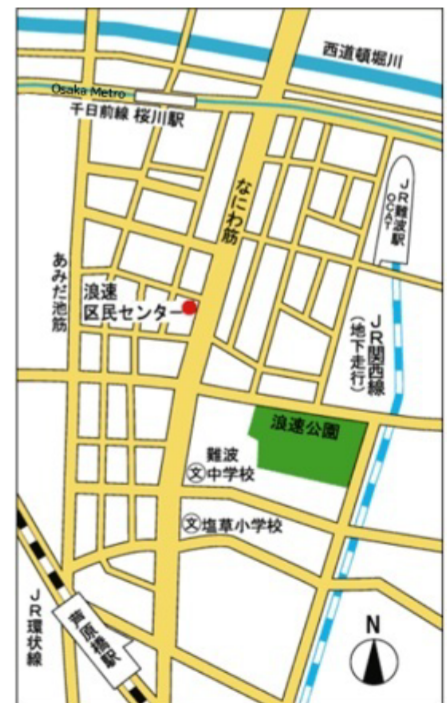 西道頓堀川
Osaka Metro
千日前線 桜川駅
なにわ筋
JR難波駅
OCAT
あみだ池筋
浪速
区民センター
JR関西線
(地下走行)
浪速公園
難波
文中学校
文塩草小学校
JR環状線
芦原橋駅
N